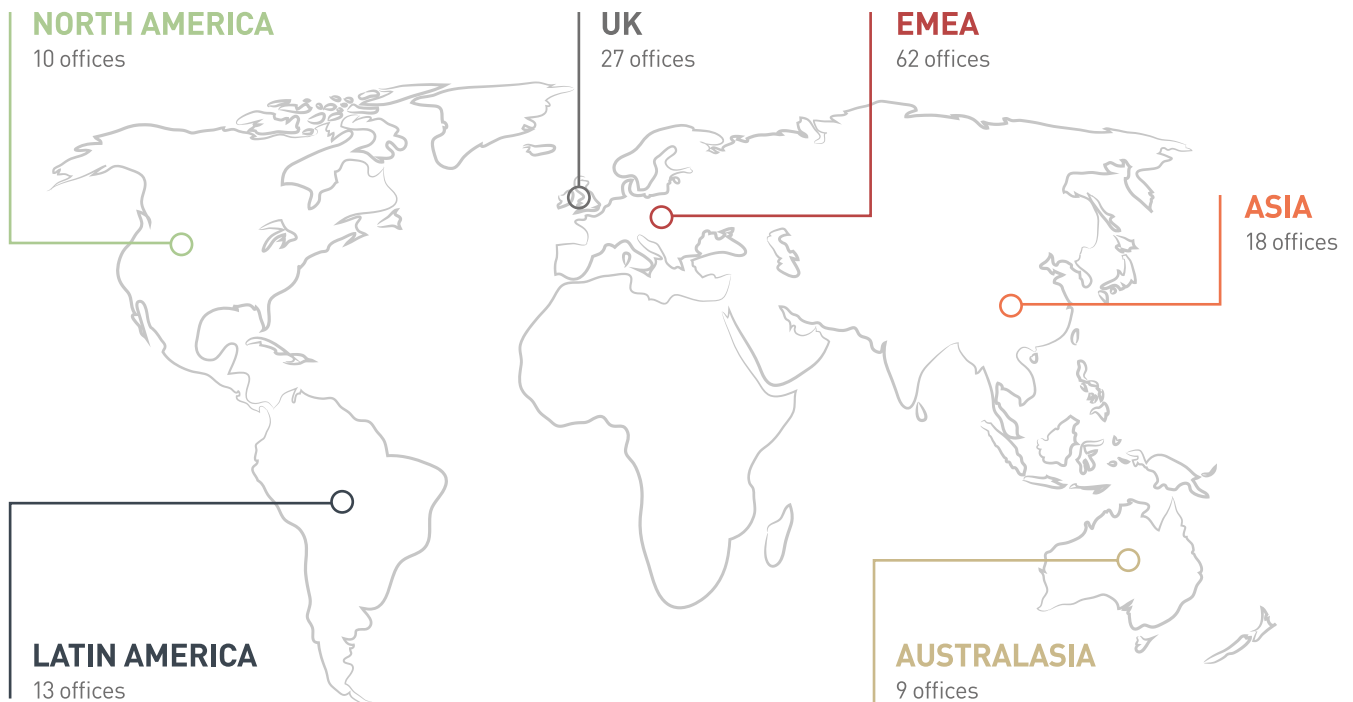 NORTH AMERICA
10 offices
UK
27 offices
EMEA
62 offices
ASIA
18 offices
LATIN AMERICA
13 offices
AUSTRALASIA
9 offices